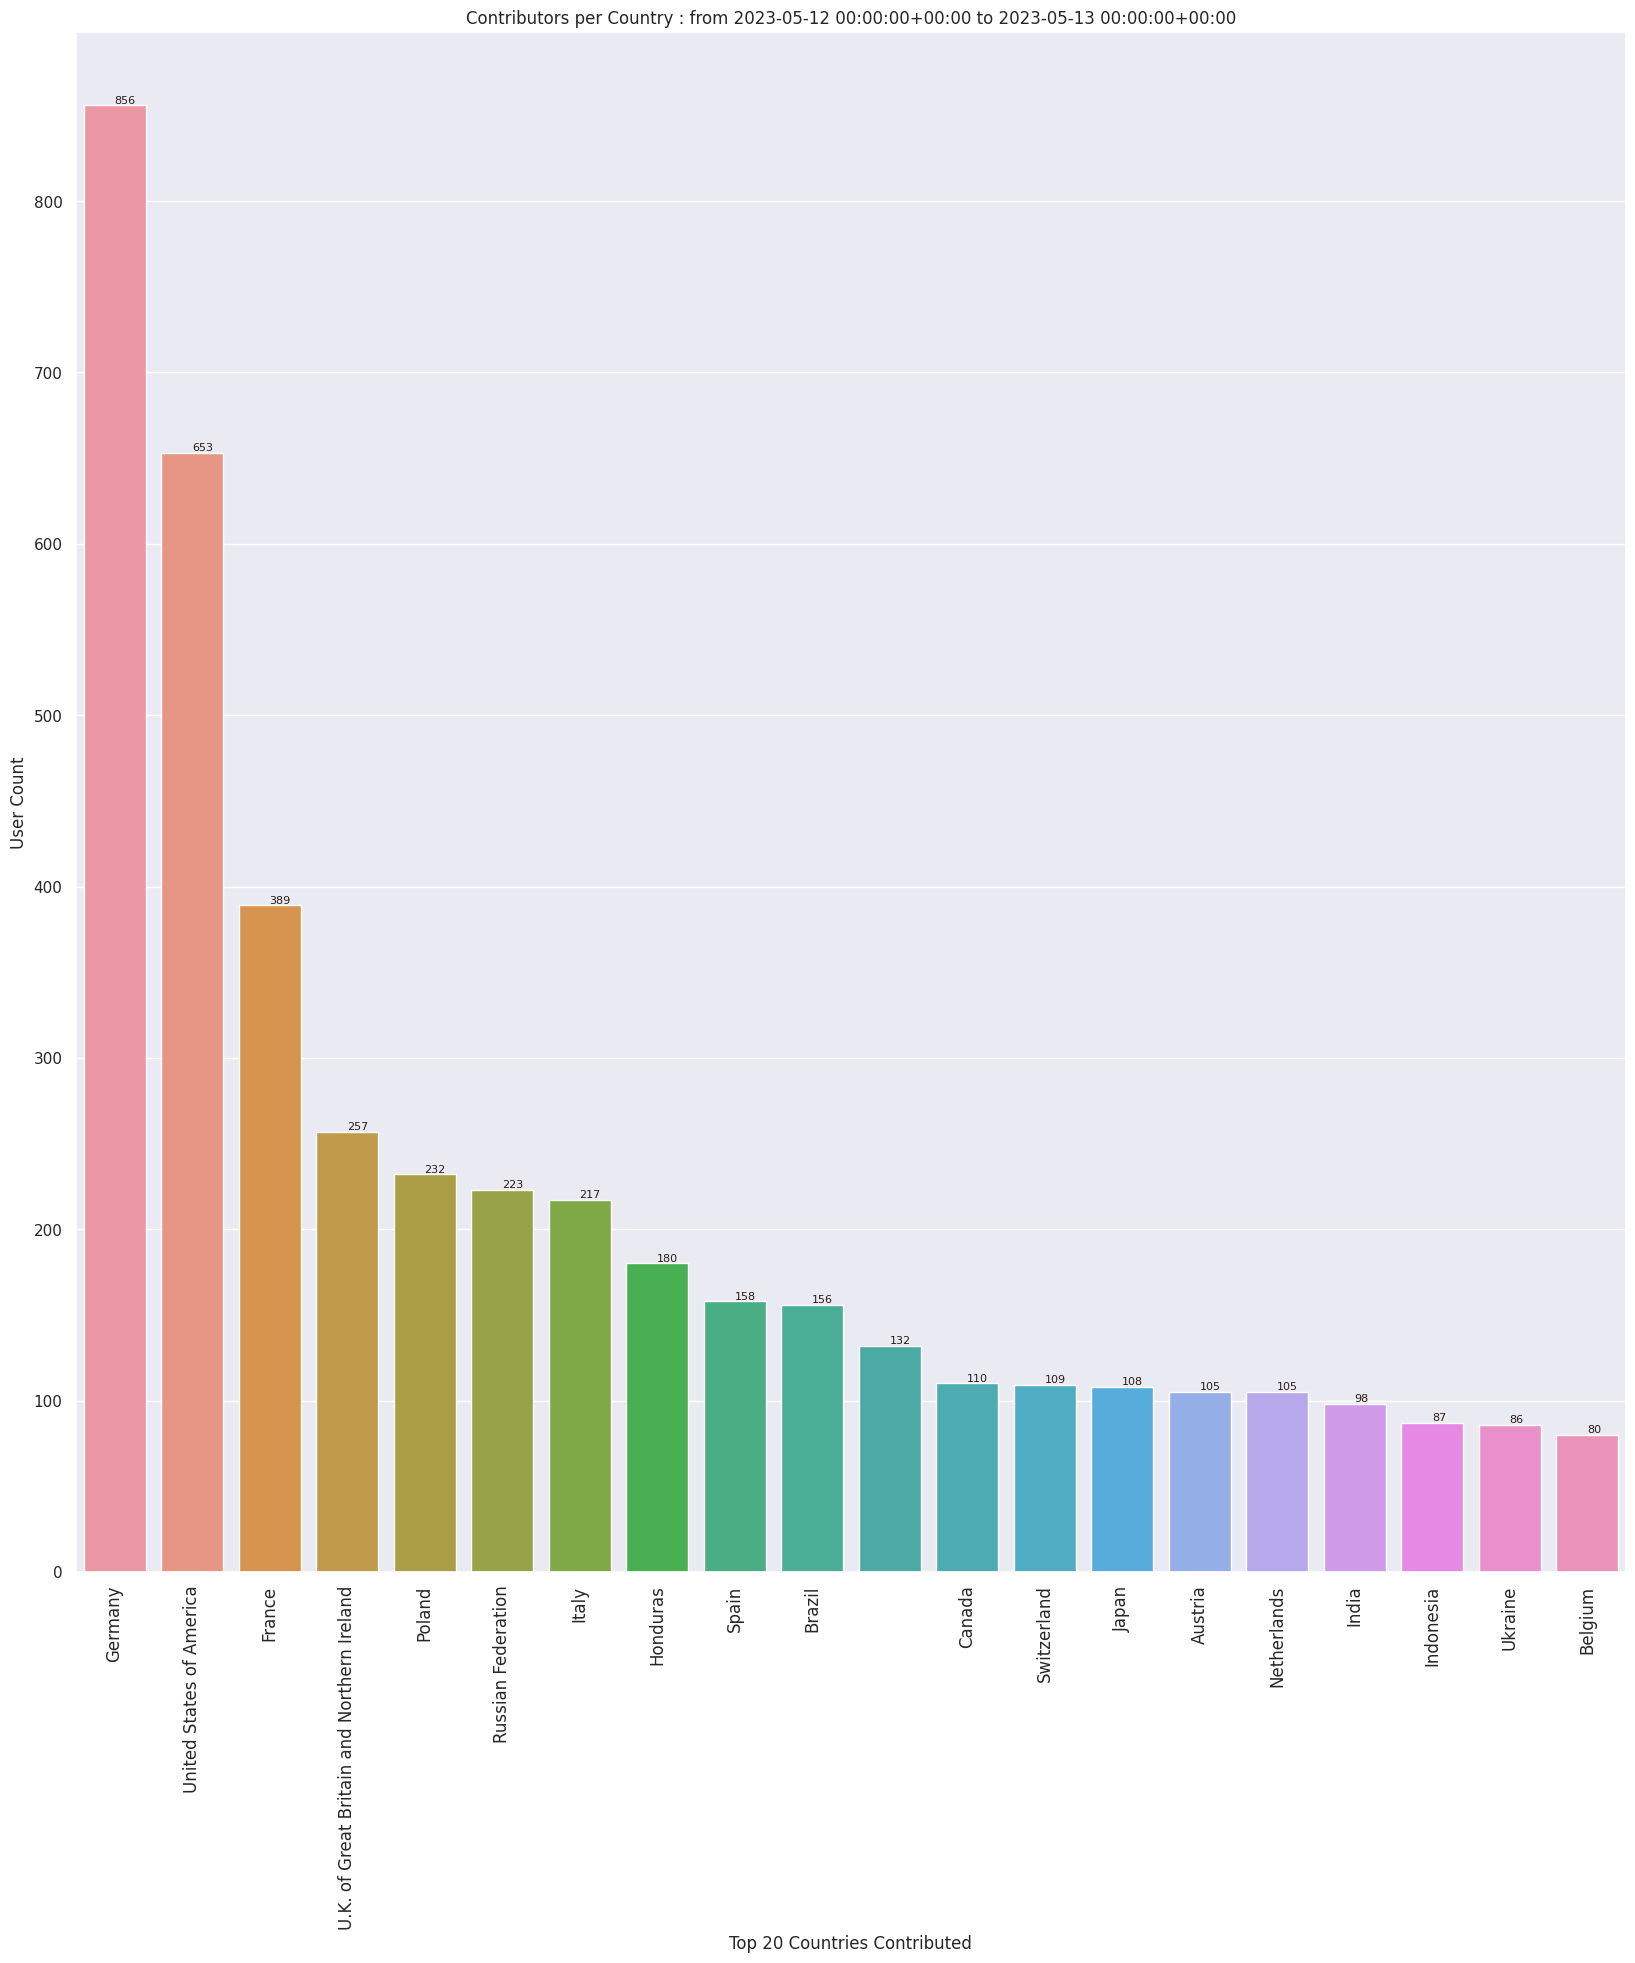 Contributors per Country : from 2023-05-12 00:00:00+00:00 to 2023-05-13 00:00:00+00:00
User Count
800
700
600
500
400
300
200
100
0
856
653
389
257
232
223
217
180
158
156
132
110
109
108
105
105
98
87
86
80
Germany
United States of America
France
U.K. of Great Britain and Northern Ireland
Poland
Russian Federation
Italy
Honduras
Spain
Brazil
Canada
Switzerland
Japan
Austria
Netherlands
India
Indonesia
Ukraine
Belgium
Top 20 Countries Contributed